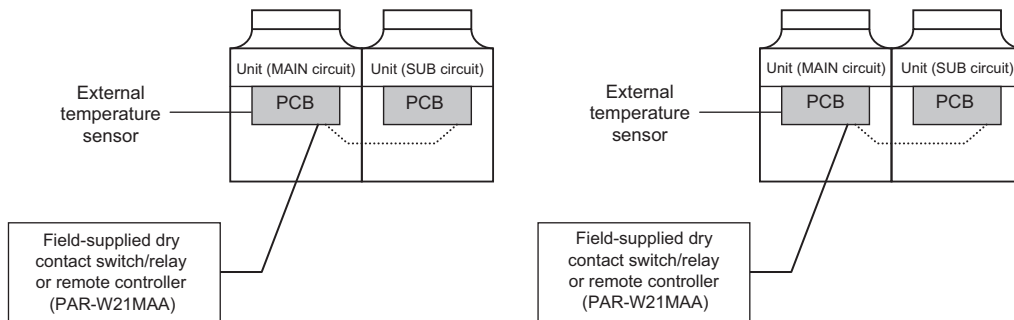 Unit (MAIN circuit)
Unit (SUB circuit)
PCB
PCB
External
temperature
sensor
Field-supplied dry
contact switch/relay
or remote controller
(PAR-W21MAA)
Unit (MAIN circuit)
Unit (SUB circuit)
PCB
PCB
External
temperature
sensor
Field-supplied dry
contact switch/relay
or remote controller
(PAR-W21MAA)